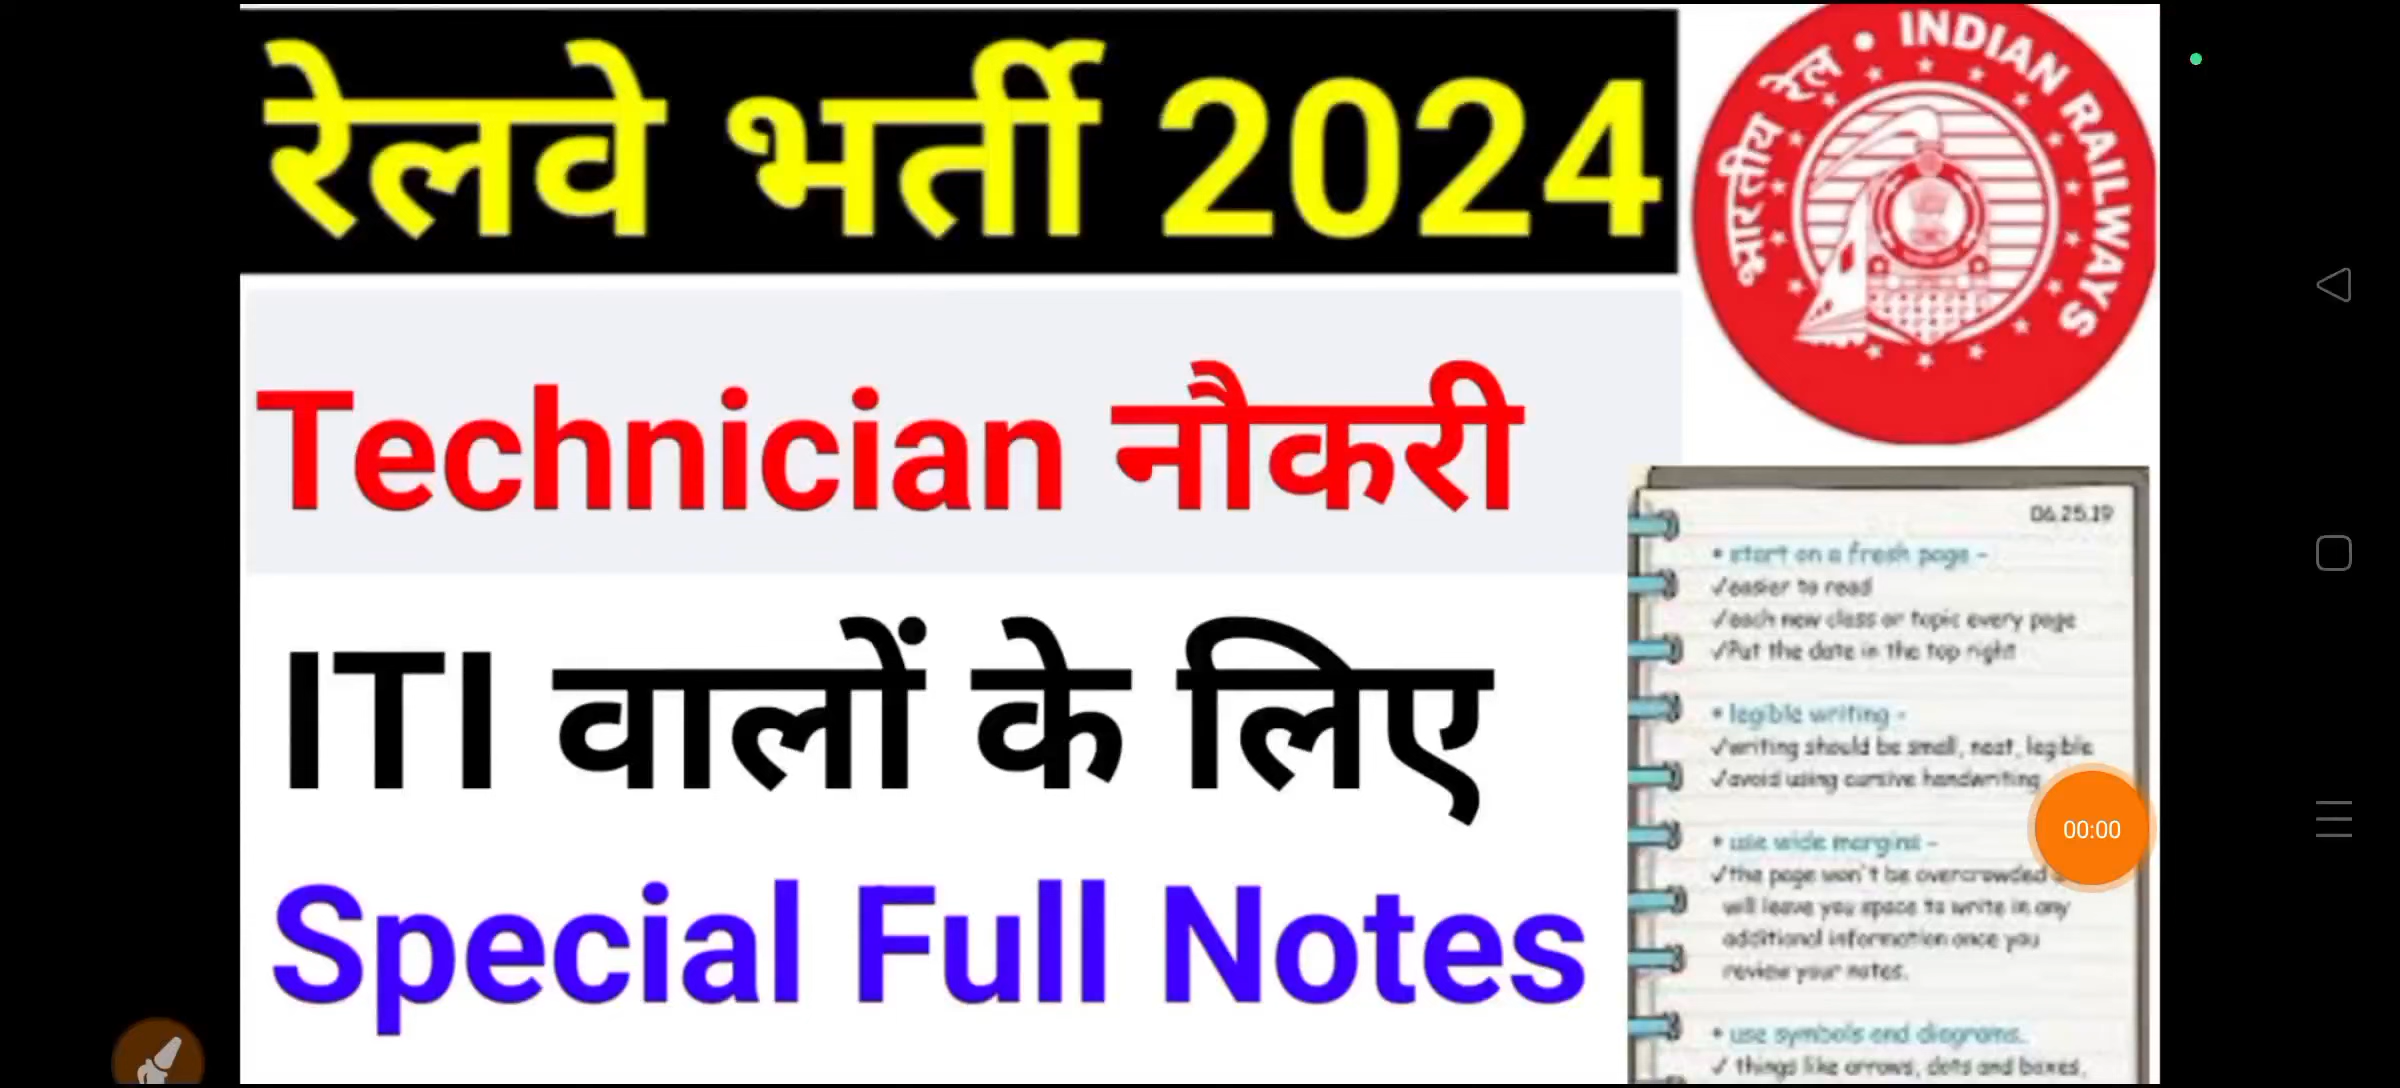 रेलवे भर्ती 2024
भारतीय रेल • INDIAN RAILWAYS
Technician नौकरी
ITI वालों के लिए
Special Full Notes
06.25.19
• start on a fresh page -
✓easier to read
✓each new class or topic every page
✓Put the date in the top right
• legible writing -
✓writing should be small, neat, legible
✓avoid using cursive handwriting
• use wide margins -
✓the page won't be overcrowded
will leave you space to write in any
additional information once you
review your notes.
• use symbols and diagrams.
✓ things like arrows, dots and boxes,
00:00